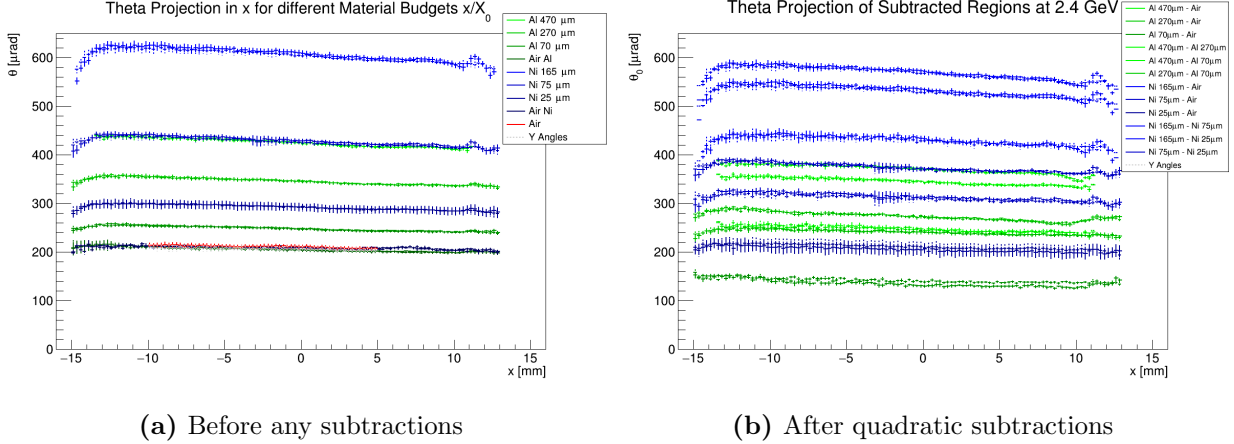 Theta Projection in x for different Material Budgets x/X₀
θ [μrad]
600
500
400
300
200
100
0
−15
−10
−5
0
5
10
15
x [mm]
Al 470 μm
Al 270 μm
Al 70 μm
Air Al
Ni 165 μm
Ni 75 μm
Ni 25 μm
Air Ni
Air
Y Angles
(a) Before any subtractions
Theta Projection of Subtracted Regions at 2.4 GeV
θ₀ [μrad]
600
500
400
300
200
100
0
−15
−10
−5
0
5
10
15
x [mm]
Al 470μm - Air
Al 270μm - Air
Al 70μm - Air
Al 470μm - Al 270μm
Al 470μm - Al 70μm
Al 270μm - Al 70μm
Ni 165μm - Air
Ni 75μm - Air
Ni 25μm - Air
Ni 165μm - Ni 75μm
Ni 165μm - Ni 25μm
Ni 75μm - Ni 25μm
Y Angles
(b) After quadratic subtractions